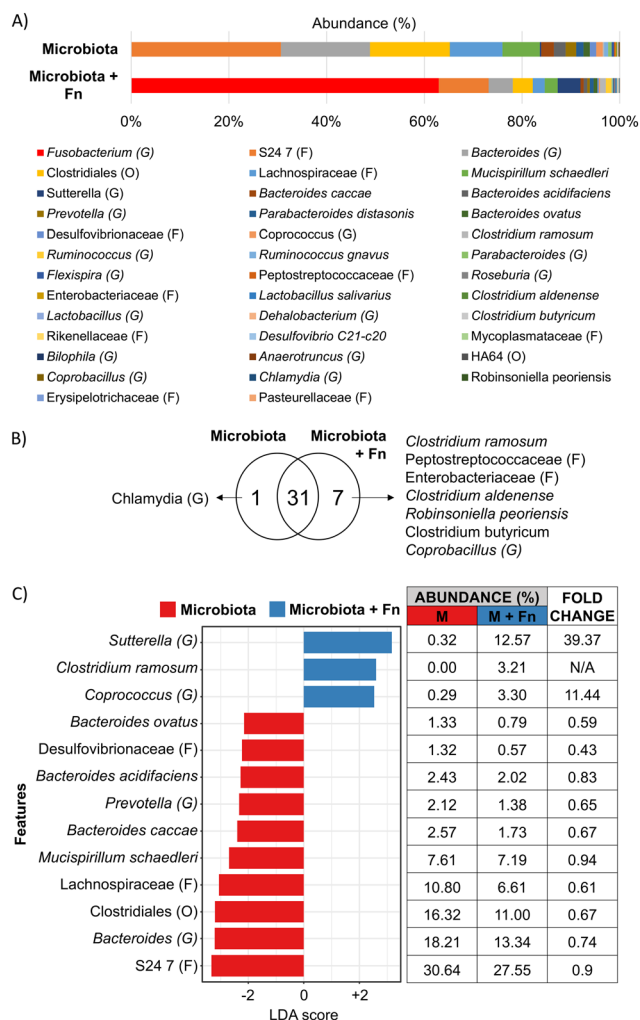 A)
Abundance (%)
Microbiota
Microbiota +
Fn
0% 20% 40% 60% 80% 100%
Fusobacterium (G) S24 7 (F) Bacteroides (G)
Clostridiales (O) Lachnospiraceae (F) Mucispirillum schaedleri
Sutterella (G) Bacteroides caccae Bacteroides acidifaciens
Prevotella (G) Parabacteroides distasonis Bacteroides ovatus
Desulfovibrionaceae (F) Coprococcus (G) Clostridium ramosum
Ruminococcus (G) Ruminococcus gnavus Parabacteroides (G)
Flexispira (G) Peptostreptococcaceae (F) Roseburia (G)
Enterobacteriaceae (F) Lactobacillus salivarius Clostridium aldenense
Lactobacillus (G) Dehalobacterium (G) Clostridium butyricum
Rikenellaceae (F) Desulfovibrio C21-c20 Mycoplasmataceae (F)
Bilophila (G) Anaerotruncus (G) HA64 (O)
Coprobacillus (G) Chlamydia (G) Robinsoniella peoriensis
Erysipelotrichaceae (F) Pasteurellaceae (F)
B)
Microbiota Microbiota
+ Fn
Chlamydia (G) 1 31 7
Clostridium ramosum
Peptostreptococcaceae (F)
Enterobacteriaceae (F)
Clostridium aldenense
Robinsoniella peoriensis
Clostridium butyricum
Coprobacillus (G)
C)
Microbiota Microbiota + Fn
ABUNDANCE (%) FOLD
CHANGE
M M + Fn
Sutterella (G) 0.32 12.57 39.37
Clostridium ramosum 0.00 3.21 N/A
Coprococcus (G) 0.29 3.30 11.44
Bacteroides ovatus 1.33 0.79 0.59
Desulfovibrionaceae (F) 1.32 0.57 0.43
Bacteroides acidifaciens 2.43 2.02 0.83
Prevotella (G) 2.12 1.38 0.65
Bacteroides caccae 2.57 1.73 0.67
Mucispirillum schaedleri 7.61 7.19 0.94
Lachnospiraceae (F) 10.80 6.61 0.61
Clostridiales (O) 16.32 11.00 0.67
Bacteroides (G) 18.21 13.34 0.74
S24 7 (F) 30.64 27.55 0.9
Features
-2 0 +2
LDA score